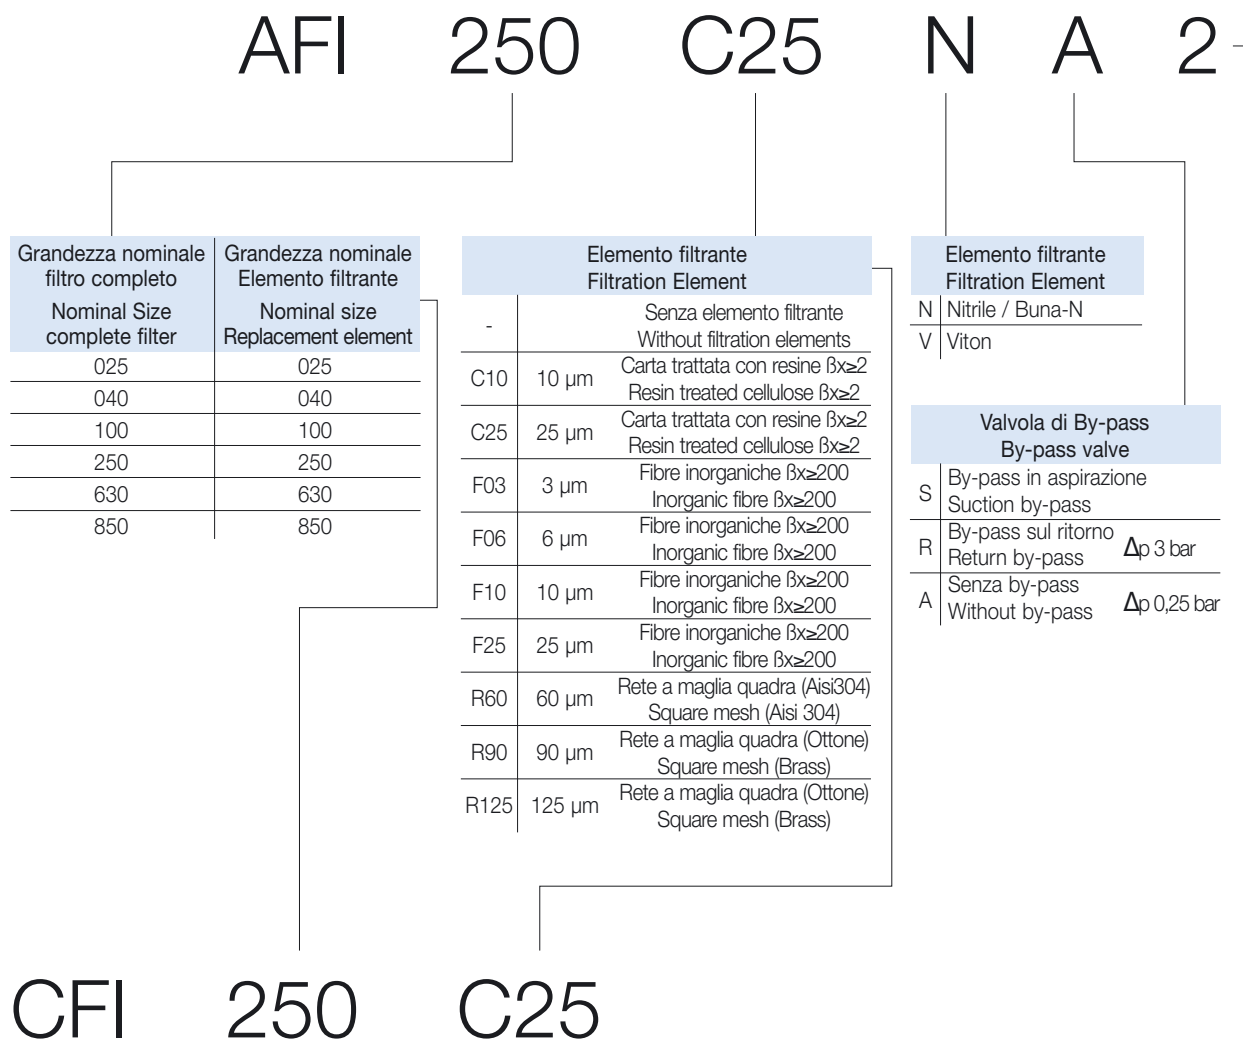 AFI 250 C25 N A 2 -
Grandezza nominale
filtro completo
Nominal Size
complete filter
Grandezza nominale
Elemento filtrante
Nominal size
Replacement element
025 025
040 040
100 100
250 250
630 630
850 850
Elemento filtrante
Filtration Element
- Senza elemento filtrante
Without filtration elements
C10 10 µm Carta trattata con resine ßx≥2
Resin treated cellulose ßx≥2
C25 25 µm Carta trattata con resine ßx≥2
Resin treated cellulose ßx≥2
F03 3 µm Fibre inorganiche ßx≥200
Inorganic fibre ßx≥200
F06 6 µm Fibre inorganiche ßx≥200
Inorganic fibre ßx≥200
F10 10 µm Fibre inorganiche ßx≥200
Inorganic fibre ßx≥200
F25 25 µm Fibre inorganiche ßx≥200
Inorganic fibre ßx≥200
R60 60 µm Rete a maglia quadra (Aisi304)
Square mesh (Aisi 304)
R90 90 µm Rete a maglia quadra (Ottone)
Square mesh (Brass)
R125 125 µm Rete a maglia quadra (Ottone)
Square mesh (Brass)
Elemento filtrante
Filtration Element
N Nitrile / Buna-N
V Viton
Valvola di By-pass
By-pass valve
S By-pass in aspirazione
Suction by-pass
R By-pass sul ritorno
Return by-pass Δp 3 bar
A Senza by-pass
Without by-pass Δp 0,25 bar
CFI 250 C25